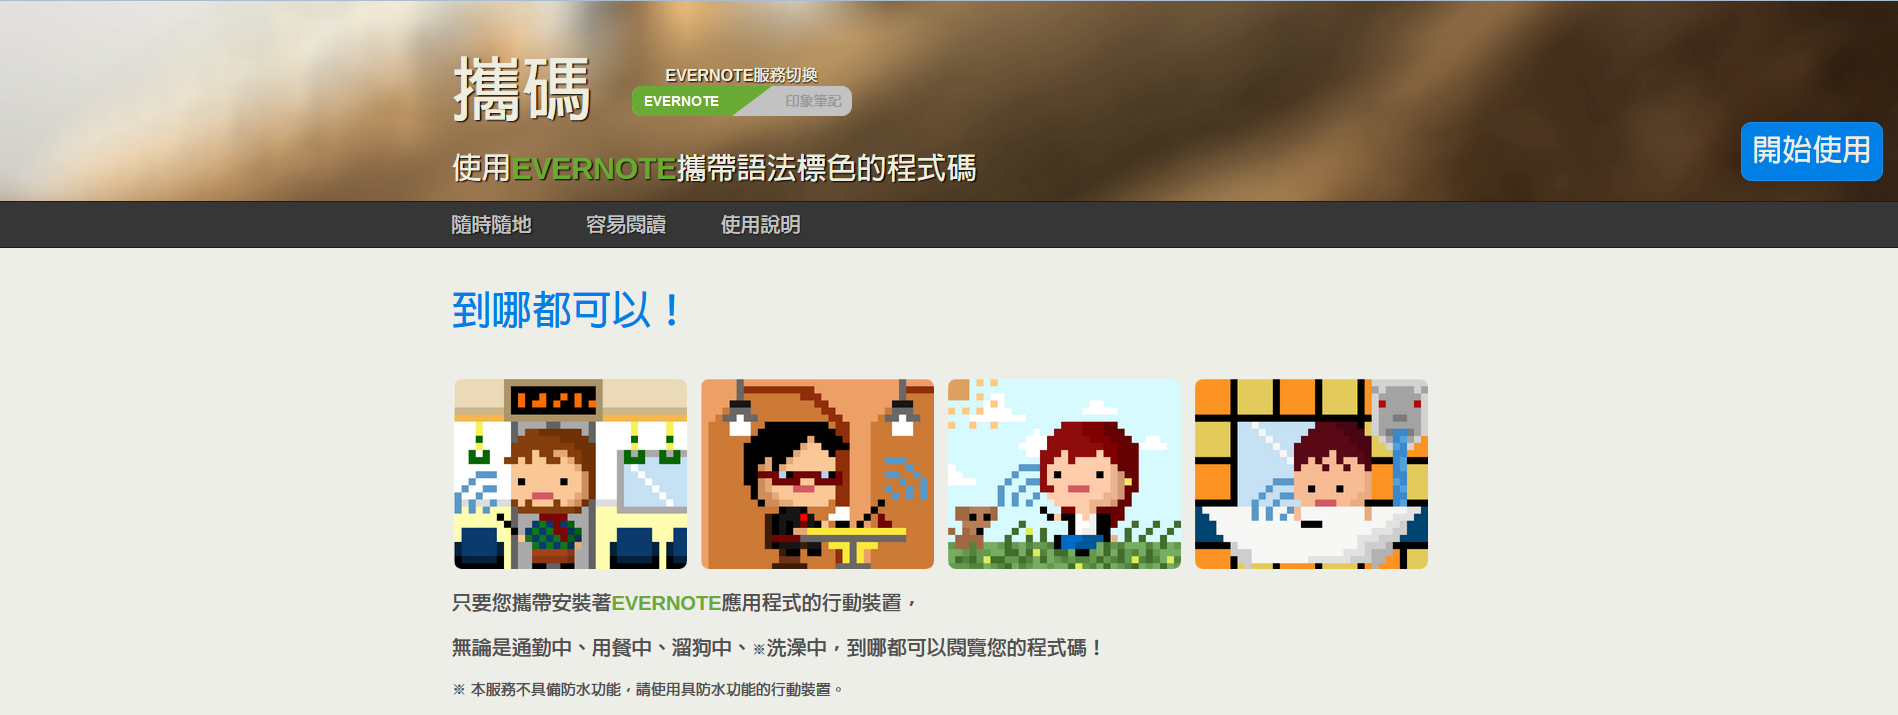 攜碼
EVERNOTE服務切換
EVERNOTE 印象筆記
使用EVERNOTE攜帶語法標色的程式碼
開始使用
隨時隨地 容易閱讀 使用說明
到哪都可以！
只要您攜帶安裝著EVERNOTE應用程式的行動裝置，
無論是通勤中、用餐中、溜狗中、※洗澡中，到哪都可以閱覽您的程式碼！
※ 本服務不具備防水功能，請使用具防水功能的行動裝置。